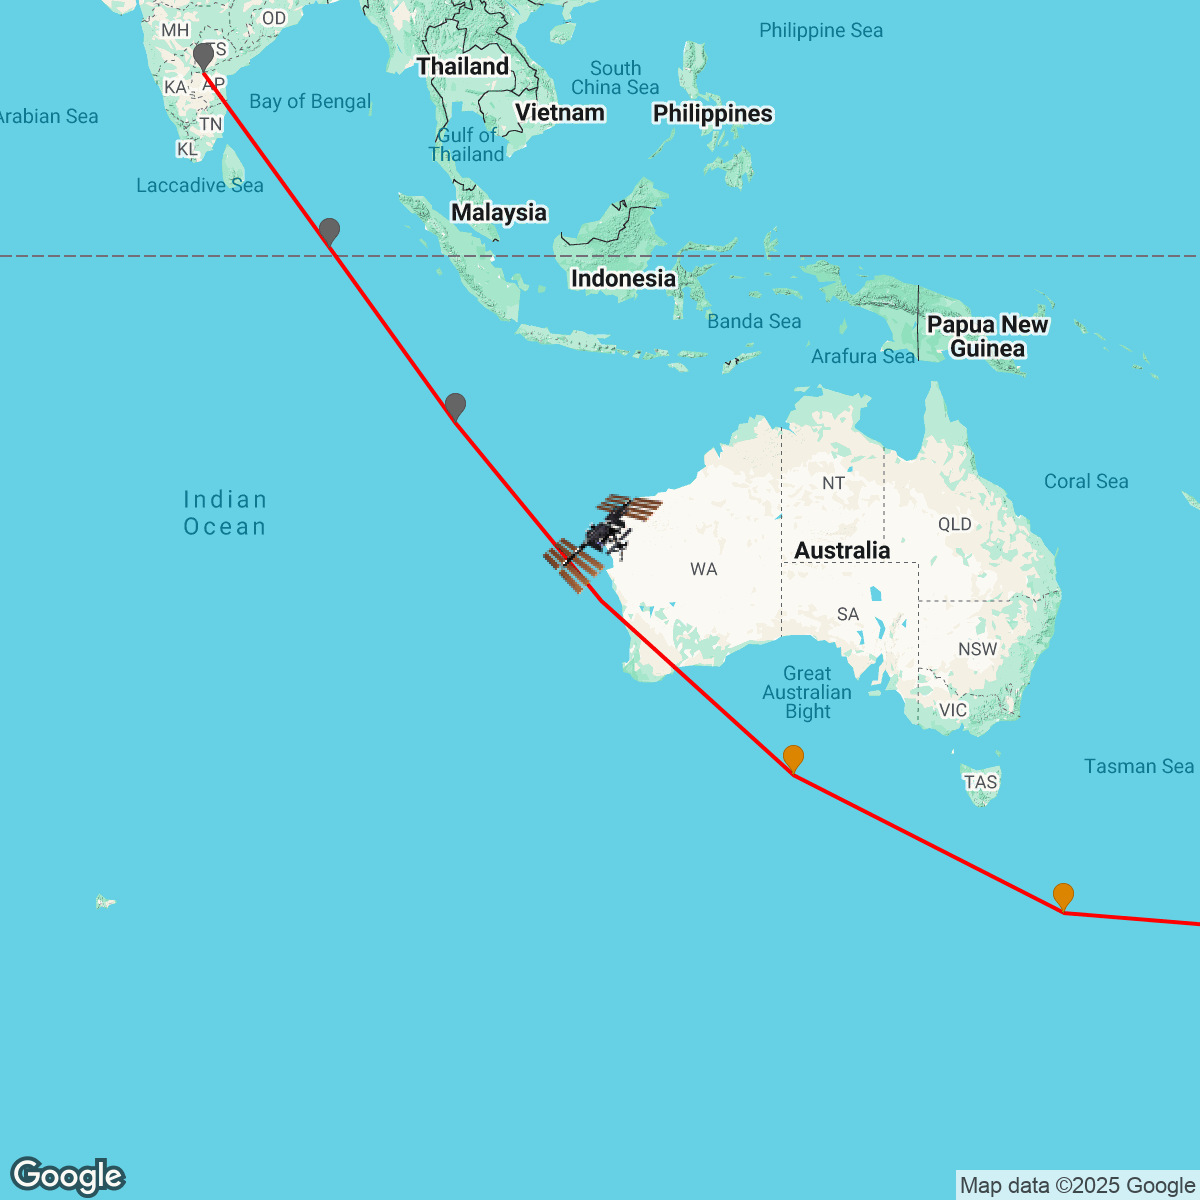 OD
MH
Philippine Sea
TS
Thailand
South
China Sea
KA
AP
Bay of Bengal
Vietnam
Philippines
Arabian Sea
TN
Gulf of
Thailand
KL
Laccadive Sea
Malaysia
Indonesia
Banda Sea
Papua New
Guinea
Arafura Sea
Indian
Ocean
NT
Coral Sea
QLD
Australia
WA
SA
NSW
Great
Australian
Bight
VIC
Tasman Sea
TAS
Google
Map data ©2025 Google